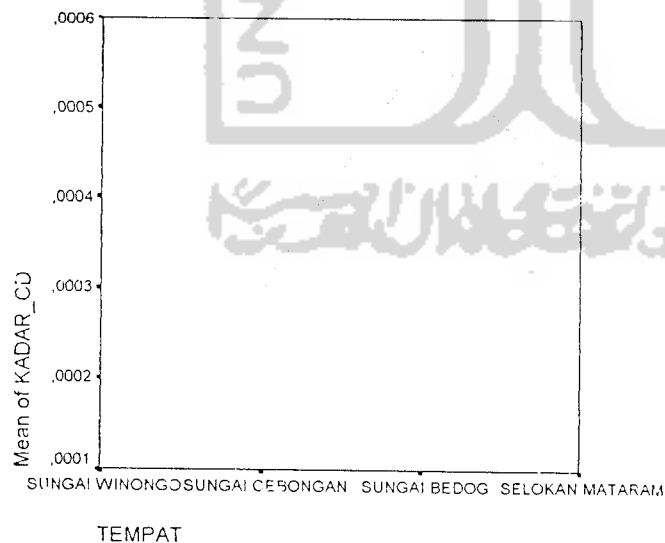 ,0006
,0005
,0004
,0003
,0002
,0001
Mean of KADAR_CD
SUNGAI WINONGO SUNGAI CEBONGAN SUNGAI BEDOG SELOKAN MATARAM
TEMPAT